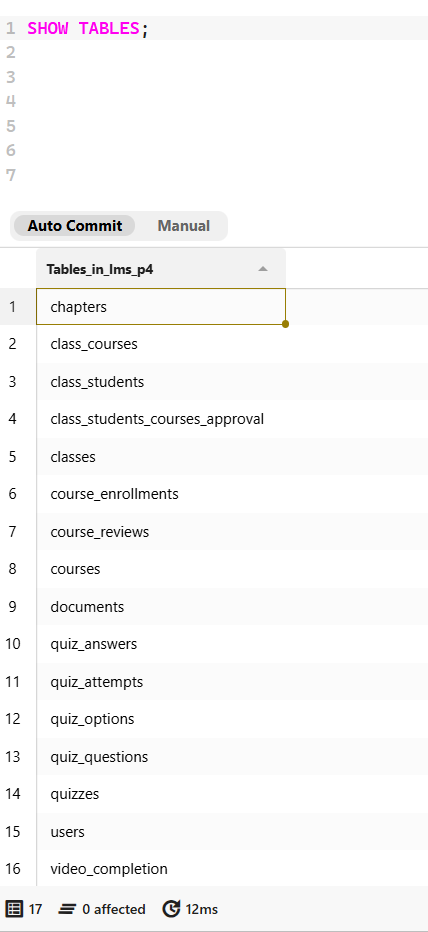 1 SHOW TABLES;
2
3
4
5
6
7
Auto Commit Manual
Tables_in_lms_p4
1 chapters
2 class_courses
3 class_students
4 class_students_courses_approval
5 classes
6 course_enrollments
7 course_reviews
8 courses
9 documents
10 quiz_answers
11 quiz_attempts
12 quiz_options
13 quiz_questions
14 quizzes
15 users
16 video_completion
17 0 affected 12ms